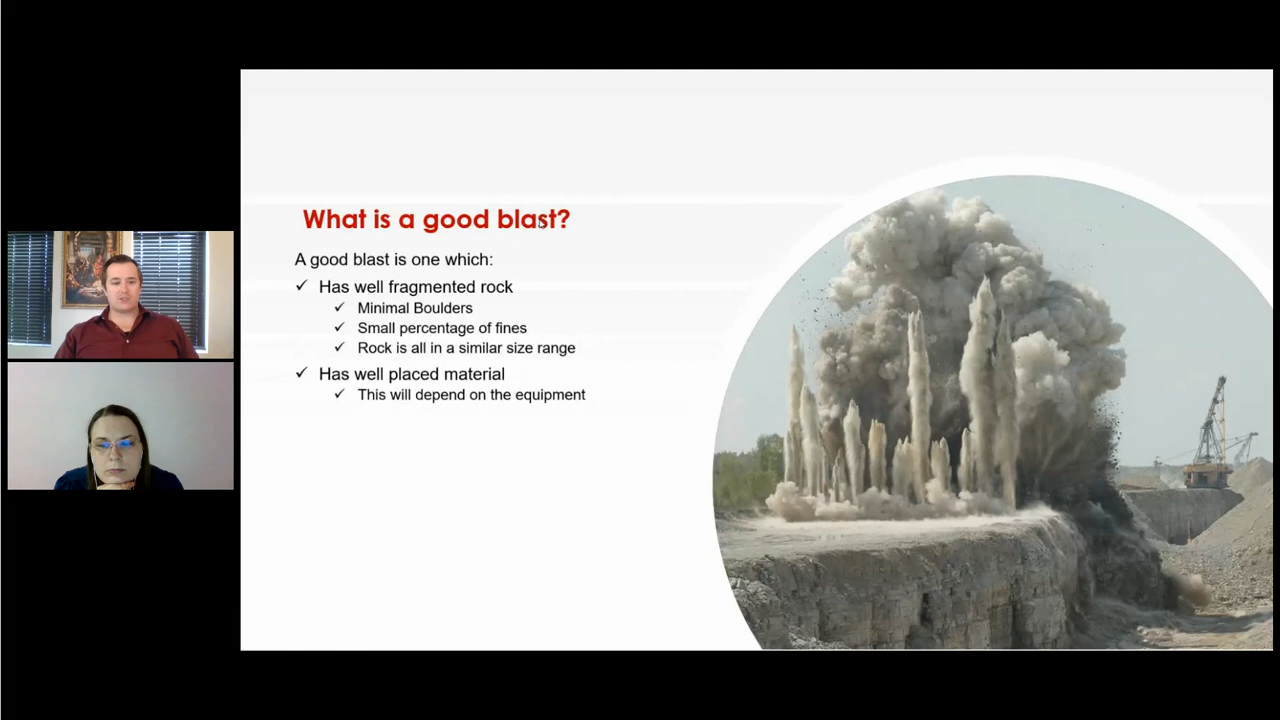 What is a good blast?
A good blast is one which:
Has well fragmented rock
Minimal Boulders
Small percentage of fines
Rock is all in a similar size range
Has well placed material
This will depend on the equipment